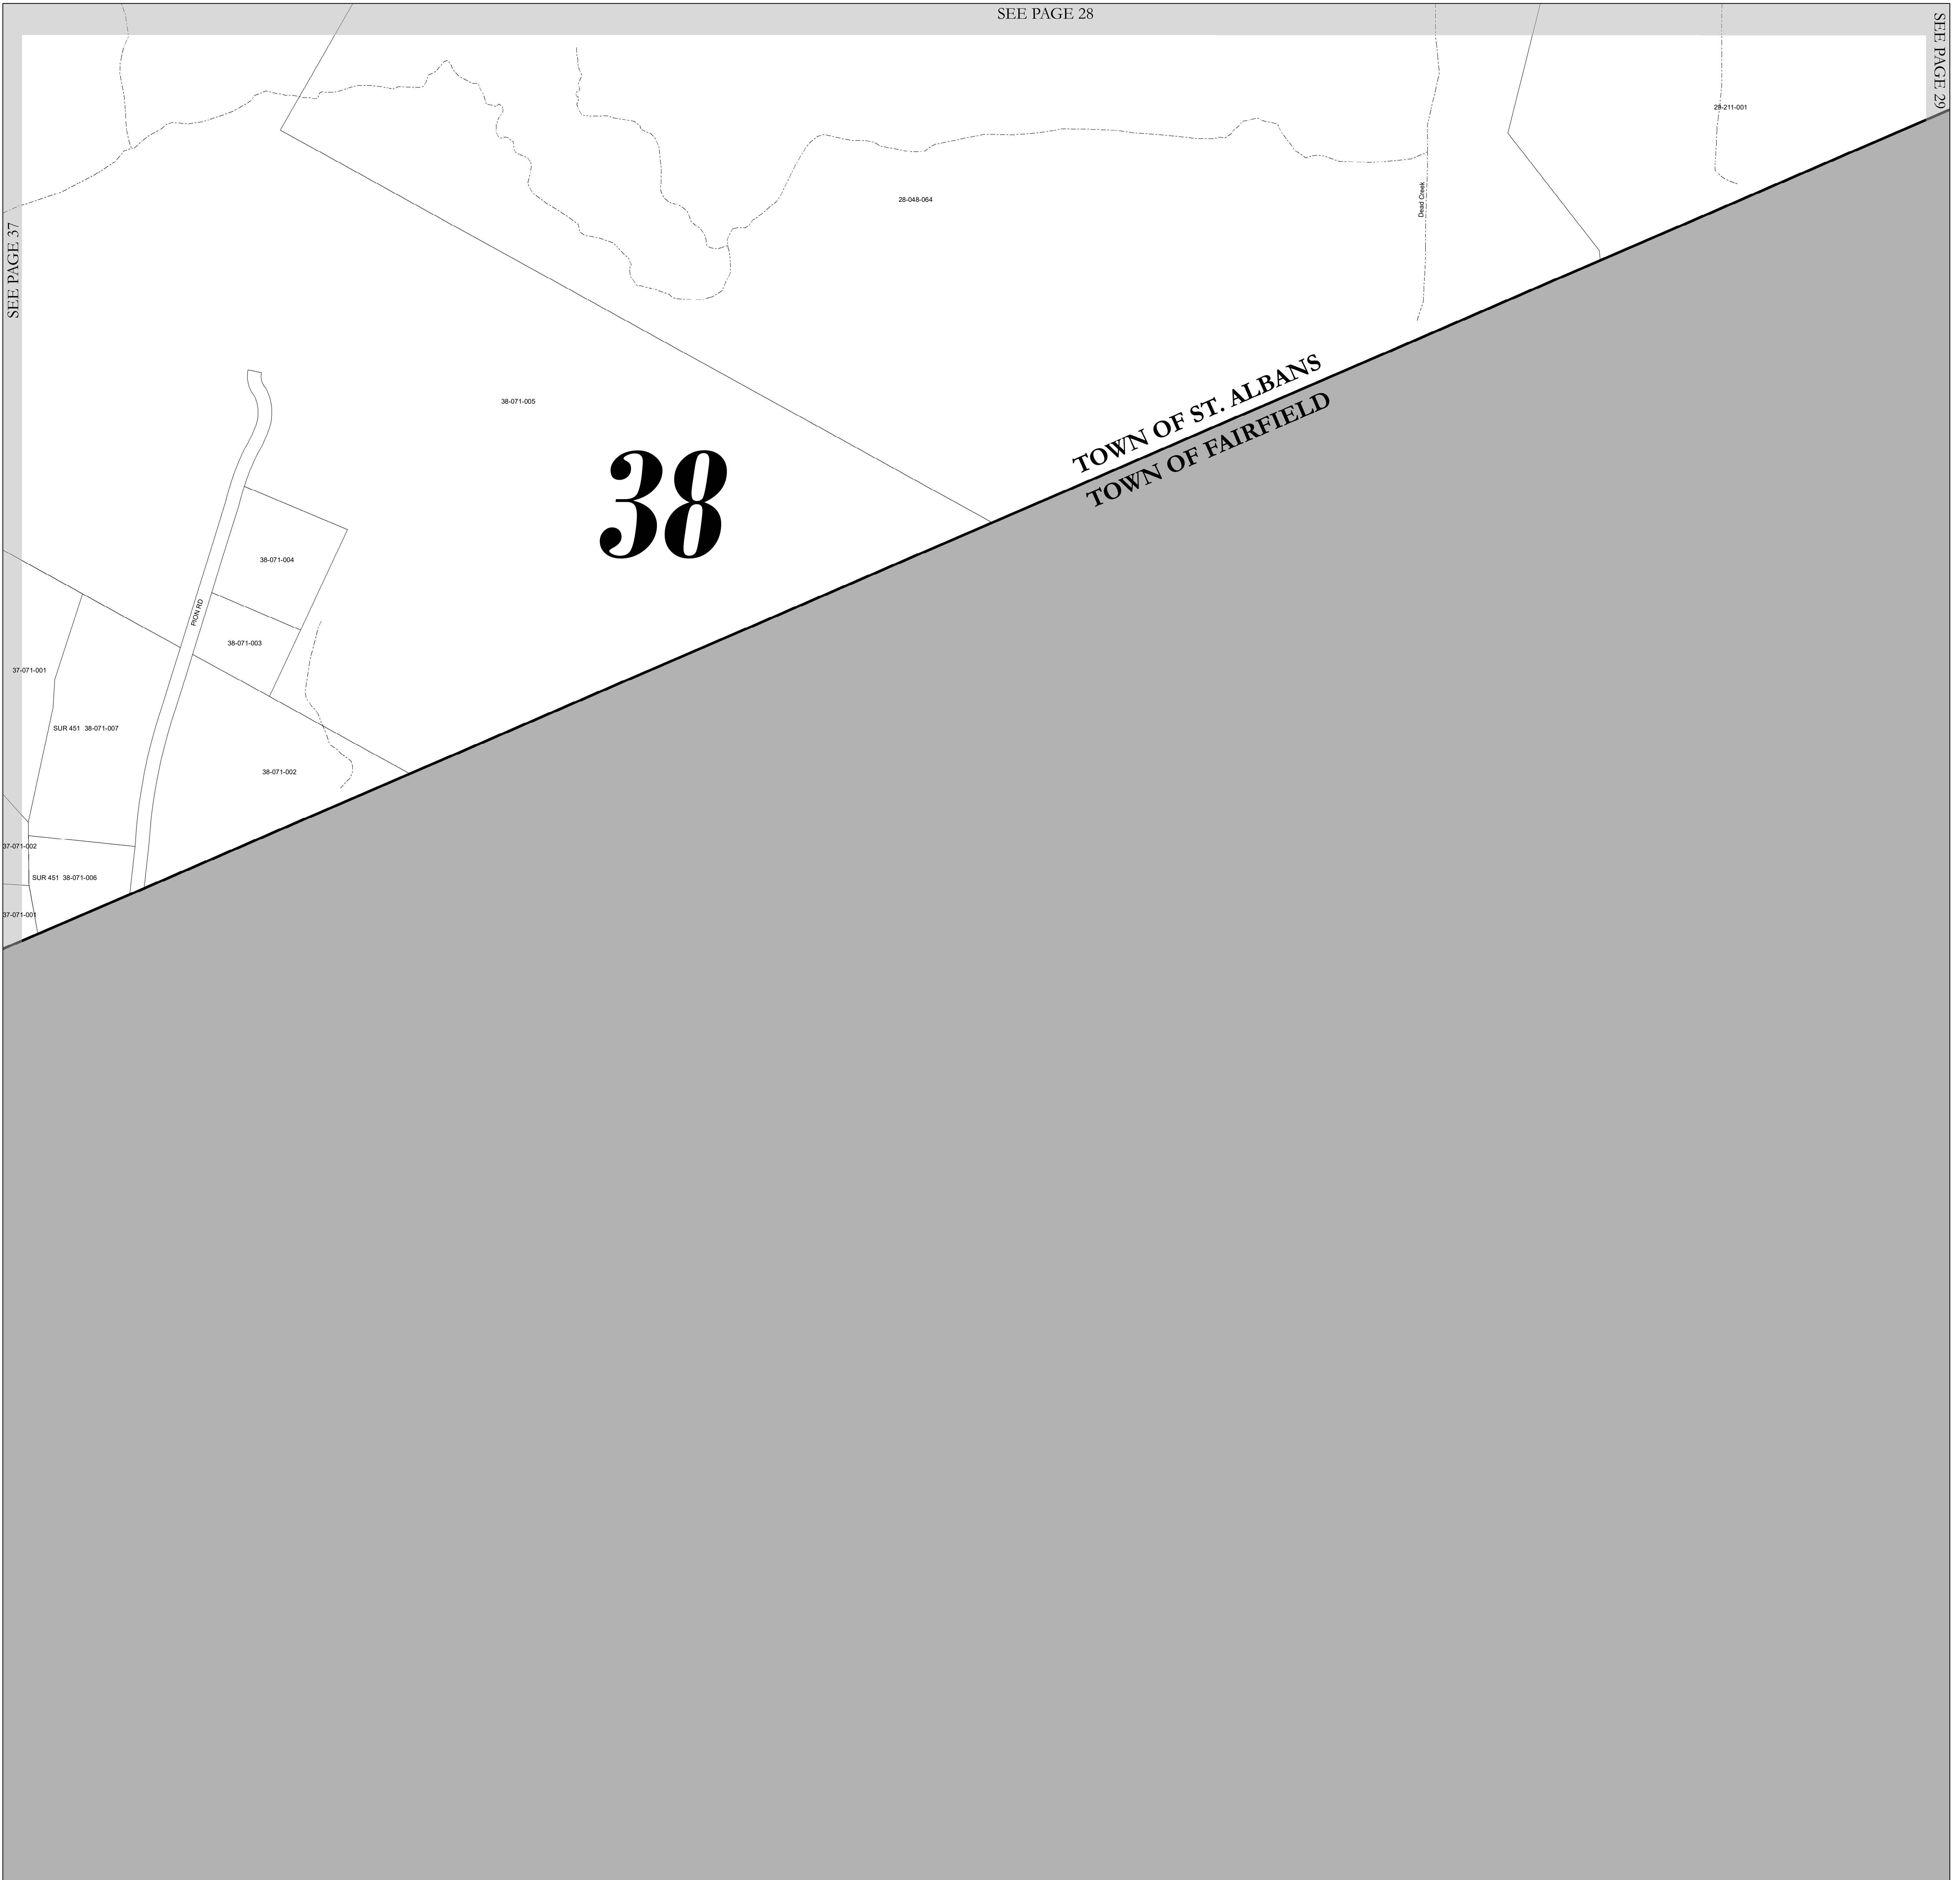 SEE PAGE 28
SEE PAGE 29
29-211-001
28-048-064
Dead Creek
SEE PAGE 37
TOWN OF ST. ALBANS
TOWN OF FAIRFIELD
38-071-005
38
38-071-004
PION RD
38-071-003
37-071-001
SUR 451 38-071-007
38-071-002
37-071-002
SUR 451 38-071-006
37-071-001